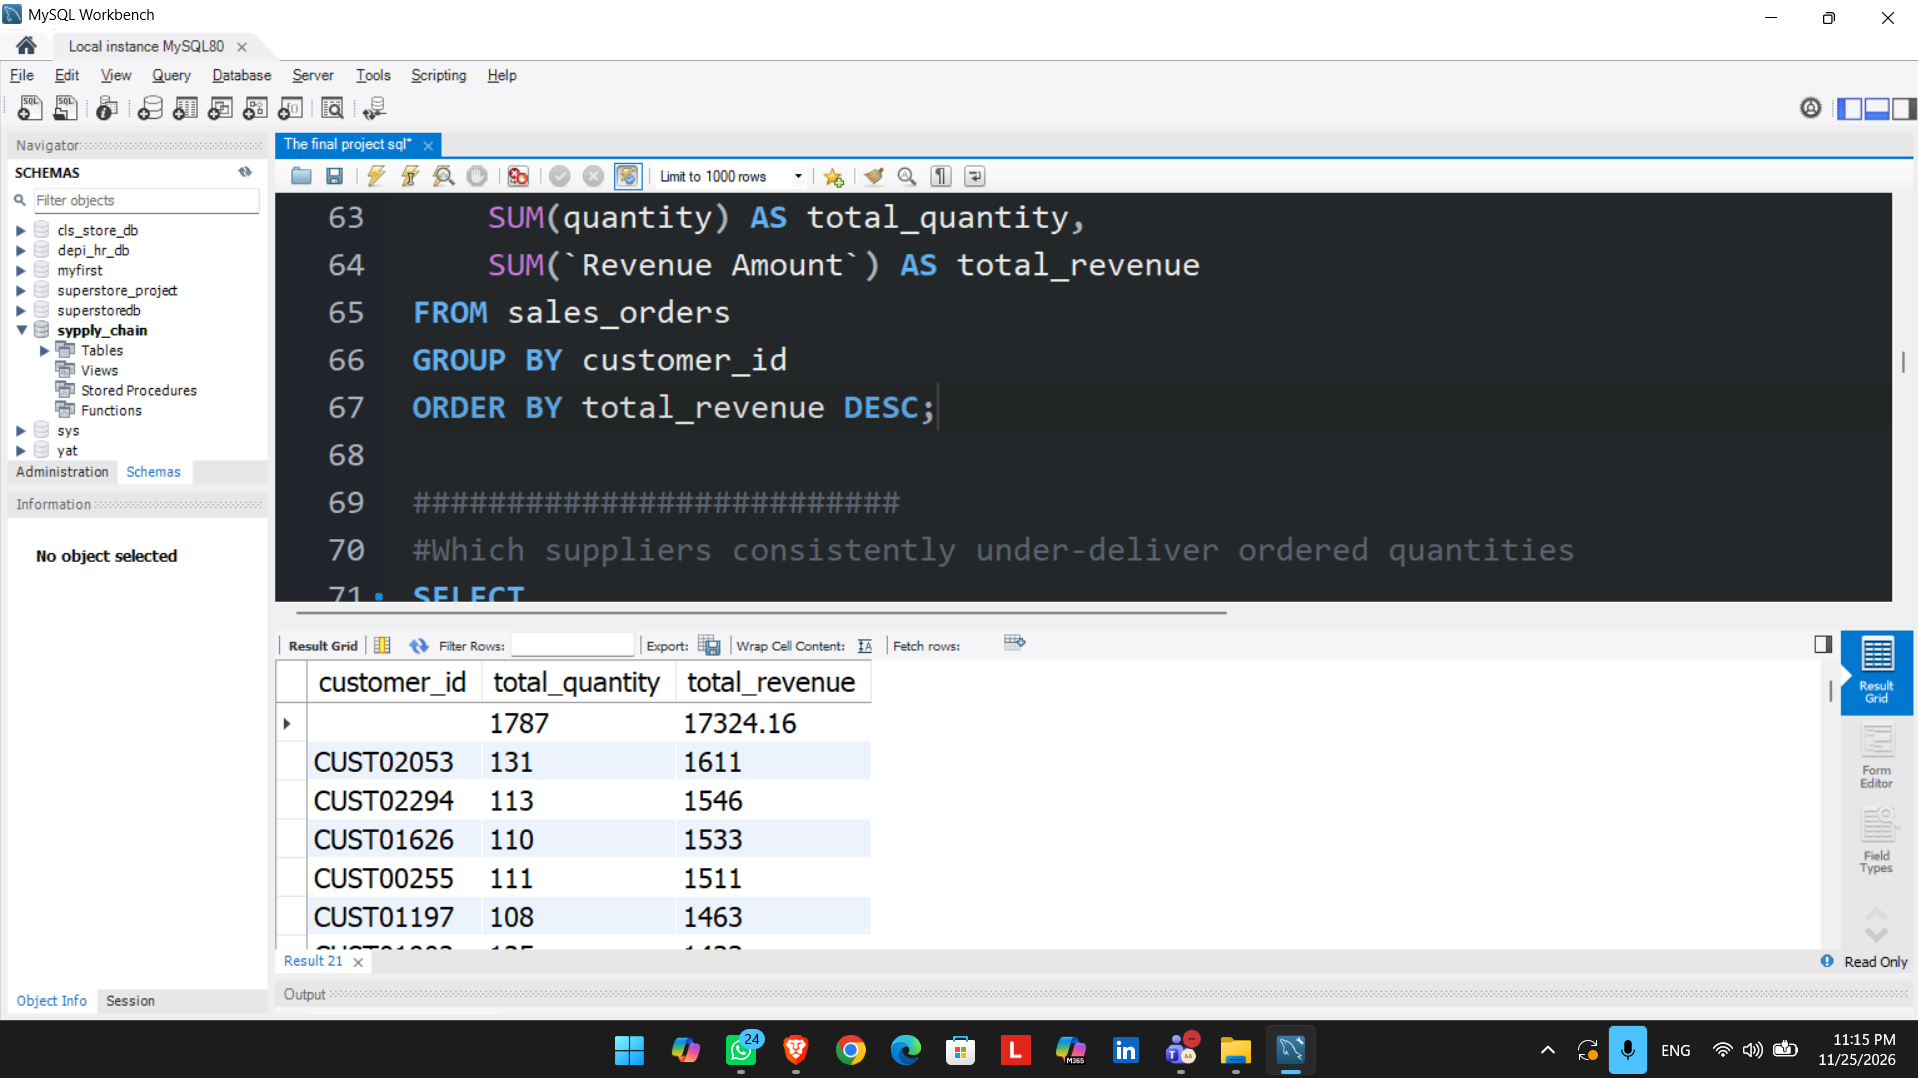 MySQL Workbench
Local instance MySQL80
File Edit View Query Database Server Tools Scripting Help
Navigator
SCHEMAS
Filter objects
cls_store_db
depi_hr_db
myfirst
superstore_project
superstoredb
sypply_chain
Tables
Views
Stored Procedures
Functions
sys
yat
Administration Schemas
Information
No object selected
Object Info Session
The final project sql*
Limit to 1000 rows
63 SUM(quantity) AS total_quantity,
64 SUM(`Revenue Amount`) AS total_revenue
65 FROM sales_orders
66 GROUP BY customer_id
67 ORDER BY total_revenue DESC;
68
69 ##########################
70 #Which suppliers consistently under-deliver ordered quantities
71 SELECT
Result Grid Filter Rows: Export: Wrap Cell Content: Fetch rows:
customer_id total_quantity total_revenue
1787 17324.16
CUST02053 131 1611
CUST02294 113 1546
CUST01626 110 1533
CUST00255 111 1511
CUST01197 108 1463
Result Grid
Form Editor
Field Types
Result 21
Read Only
Output
24
ENG
11:15 PM
11/25/2026